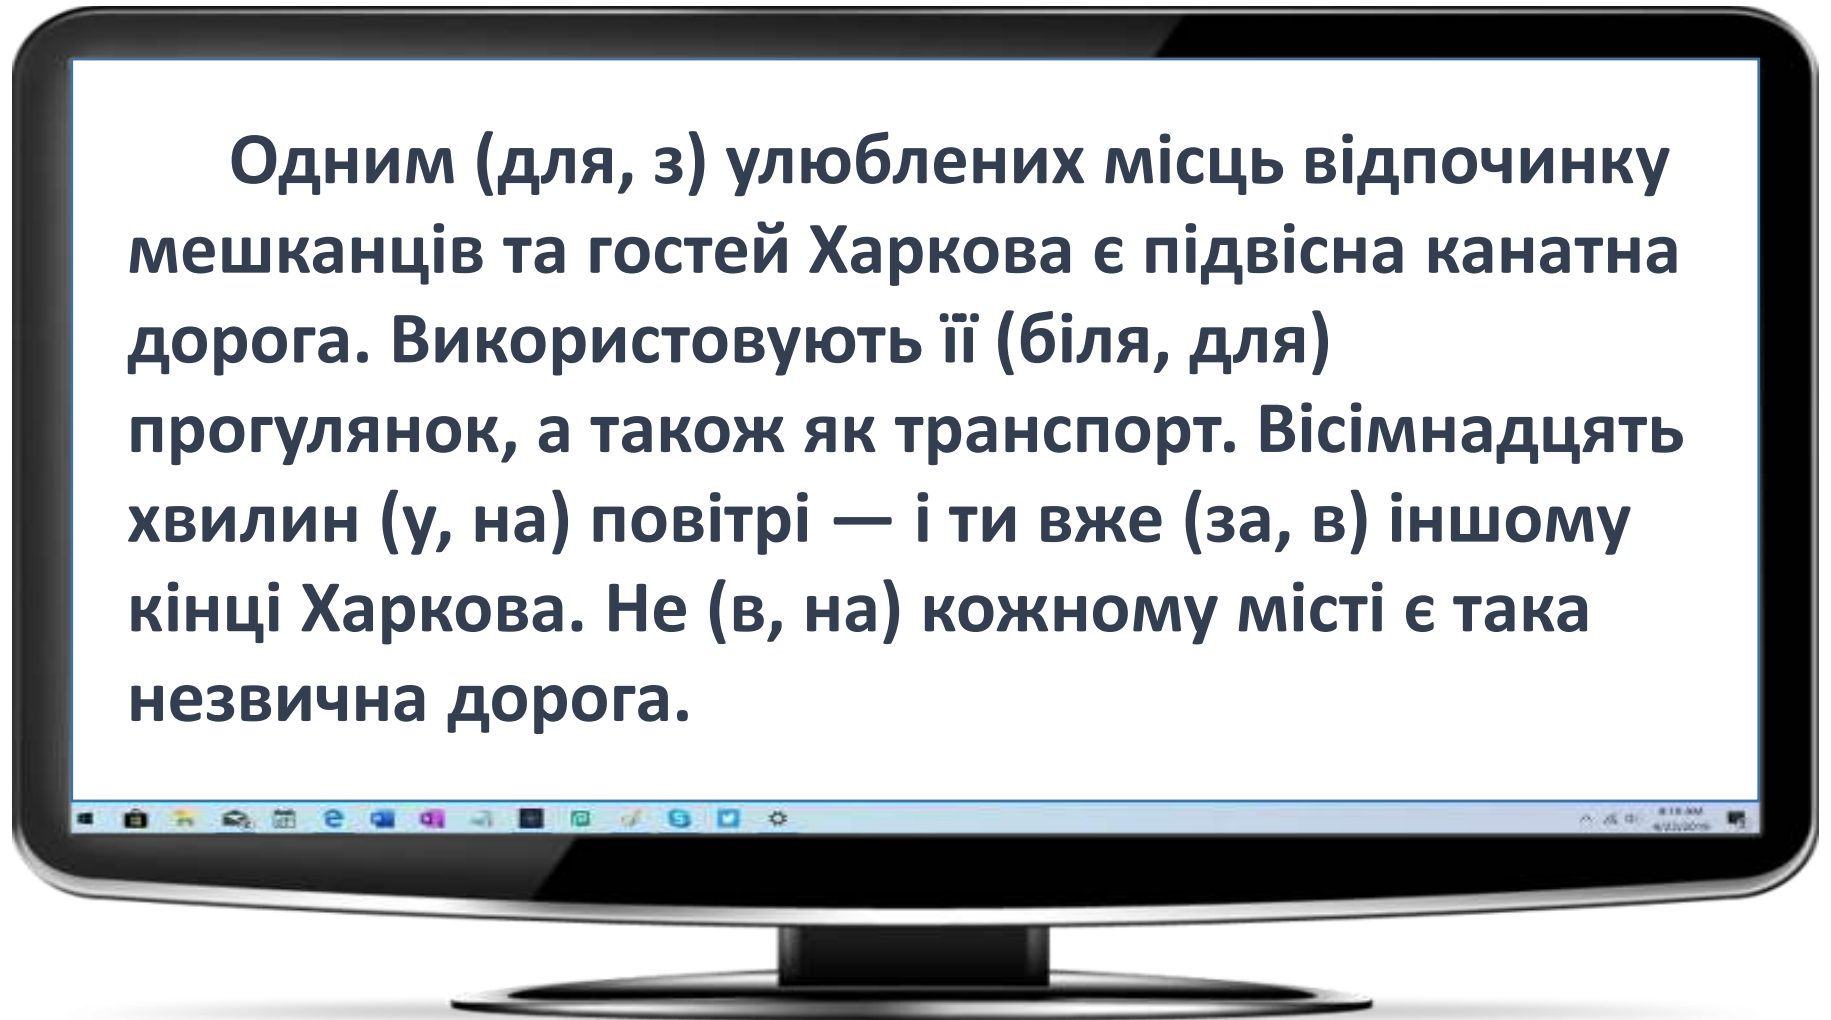 Одним (для, з) улюблених місць відпочинку
мешканців та гостей Харкова є підвісна канатна
дорога. Використовують її (біля, для)
прогулянок, а також як транспорт. Вісімнадцять
хвилин (у, на) повітрі — і ти вже (за, в) іншому
кінці Харкова. Не (в, на) кожному місті є така
незвична дорога.